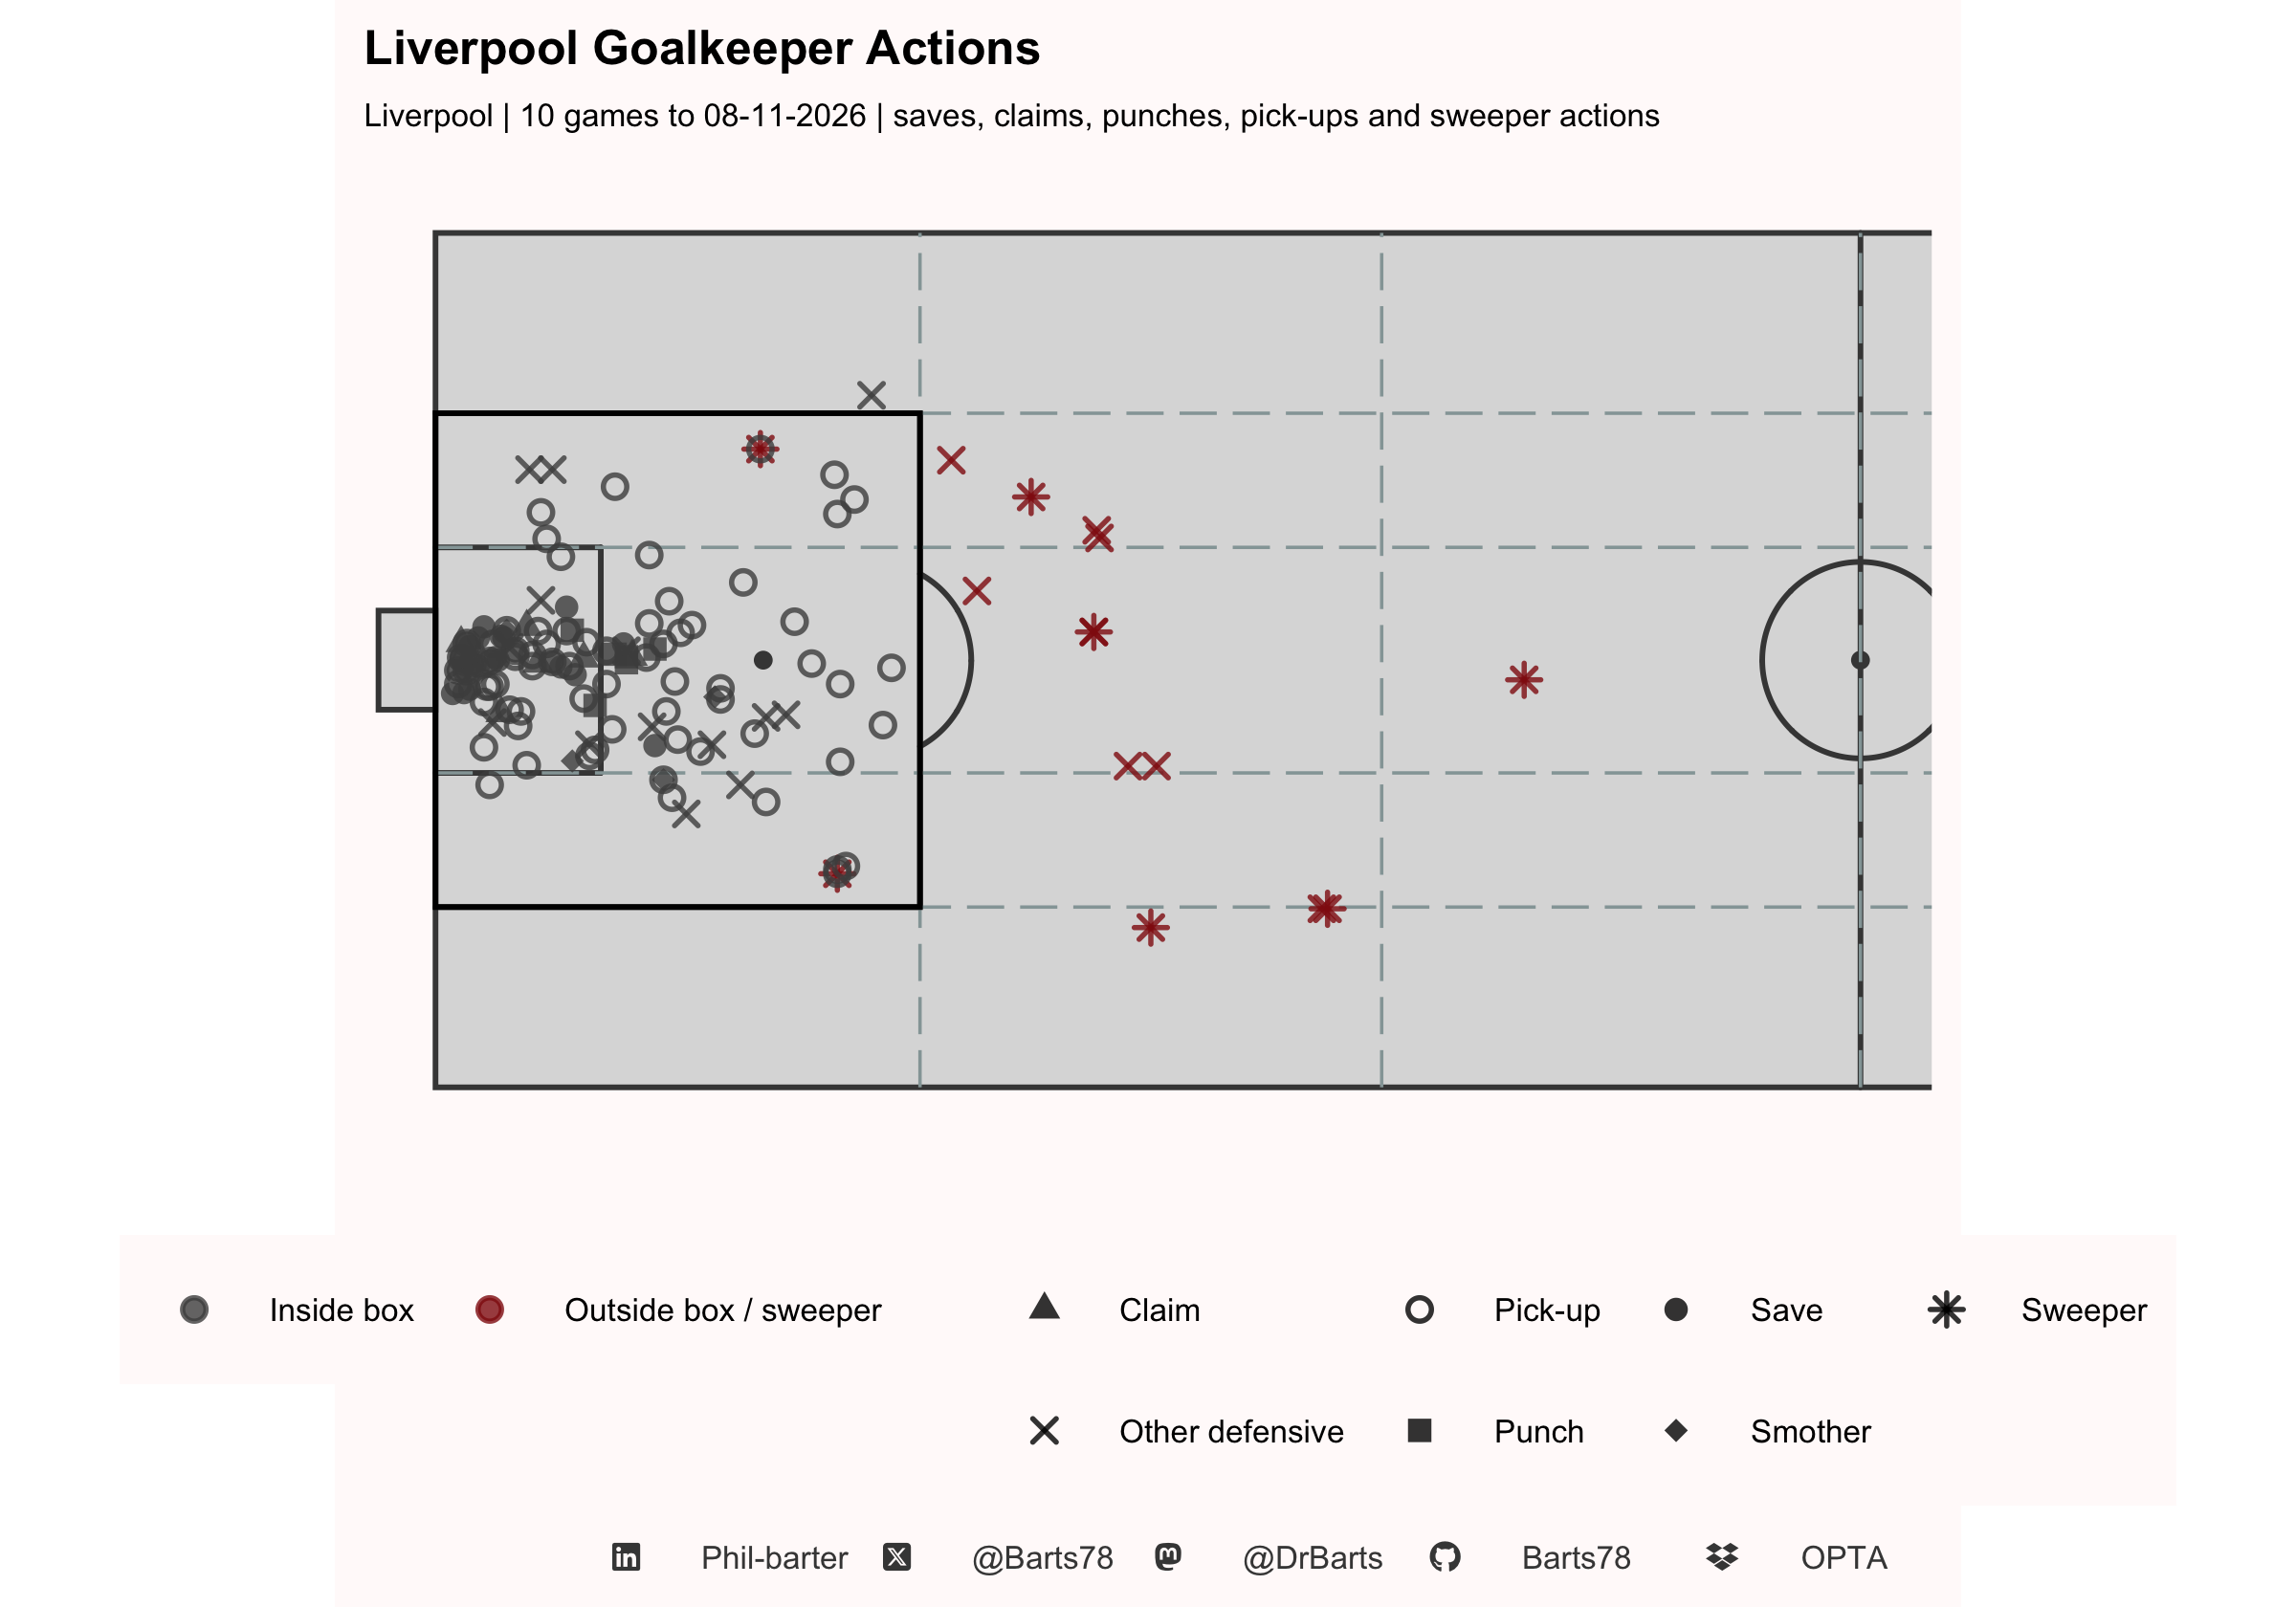 Liverpool Goalkeeper Actions
Liverpool | 10 games to 08-11-2026 | saves, claims, punches, pick-ups and sweeper actions
Inside box Outside box / sweeper Claim Pick-up Save Sweeper
Other defensive Punch Smother
Phil-barter @Barts78 @DrBarts Barts78 OPTA